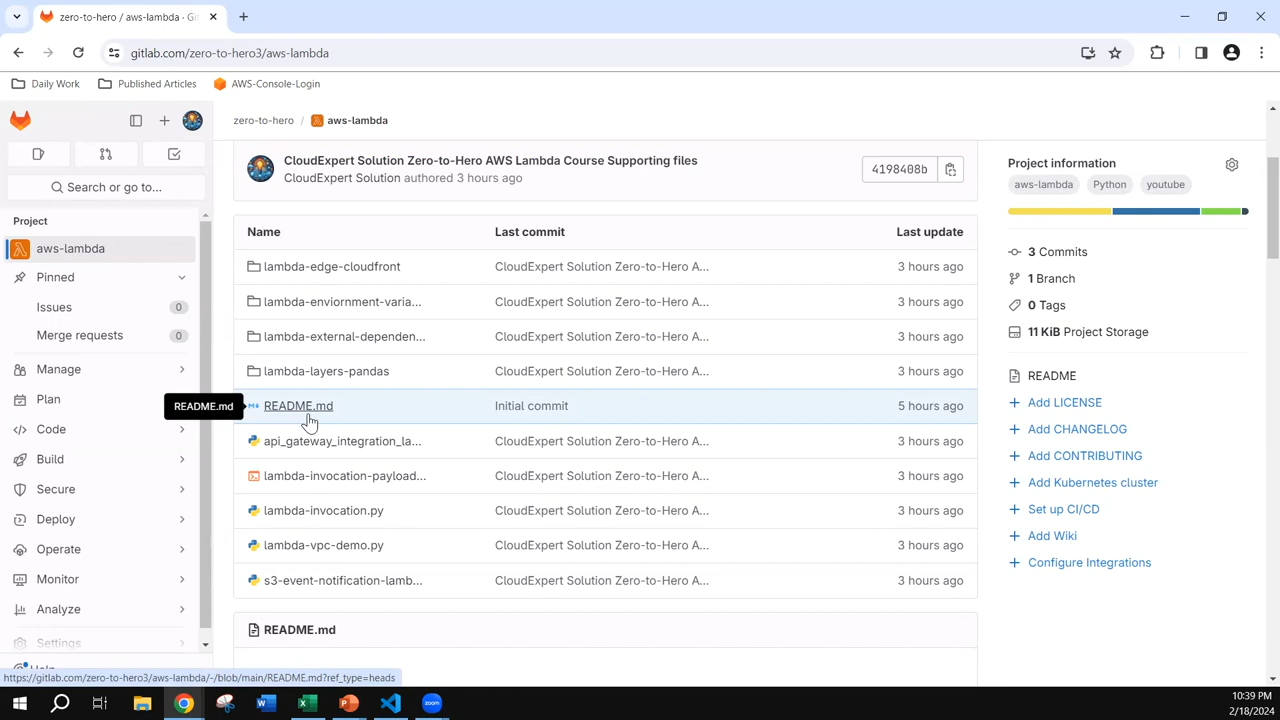 zero-to-hero / aws-lambda · Git
gitlab.com/zero-to-hero3/aws-lambda
Daily Work
Published Articles
AWS-Console-Login
Search or go to...
Project
aws-lambda
Pinned
Issues 0
Merge requests 0
Manage
Plan
Code
Build
Secure
Deploy
Operate
Monitor
Analyze
Settings
Help
zero-to-hero / aws-lambda
CloudExpert Solution Zero-to-Hero AWS Lambda Course Supporting files
CloudExpert Solution authored 3 hours ago
4198408b
Name Last commit Last update
lambda-edge-cloudfront CloudExpert Solution Zero-to-Hero A... 3 hours ago
lambda-enviornment-varia... CloudExpert Solution Zero-to-Hero A... 3 hours ago
lambda-external-dependen... CloudExpert Solution Zero-to-Hero A... 3 hours ago
lambda-layers-pandas CloudExpert Solution Zero-to-Hero A... 3 hours ago
README.md
README.md Initial commit 5 hours ago
api_gateway_integration_la... CloudExpert Solution Zero-to-Hero A... 3 hours ago
lambda-invocation-payload... CloudExpert Solution Zero-to-Hero A... 3 hours ago
lambda-invocation.py CloudExpert Solution Zero-to-Hero A... 3 hours ago
lambda-vpc-demo.py CloudExpert Solution Zero-to-Hero A... 3 hours ago
s3-event-notification-lamb... CloudExpert Solution Zero-to-Hero A... 3 hours ago
README.md
Project information
aws-lambda Python youtube
3 Commits
1 Branch
0 Tags
11 KiB Project Storage
README
Add LICENSE
Add CHANGELOG
Add CONTRIBUTING
Add Kubernetes cluster
Set up CI/CD
Add Wiki
Configure Integrations
https://gitlab.com/zero-to-hero3/aws-lambda/-/blob/main/README.md?ref_type=heads
zoom
10:39 PM
2/18/2024